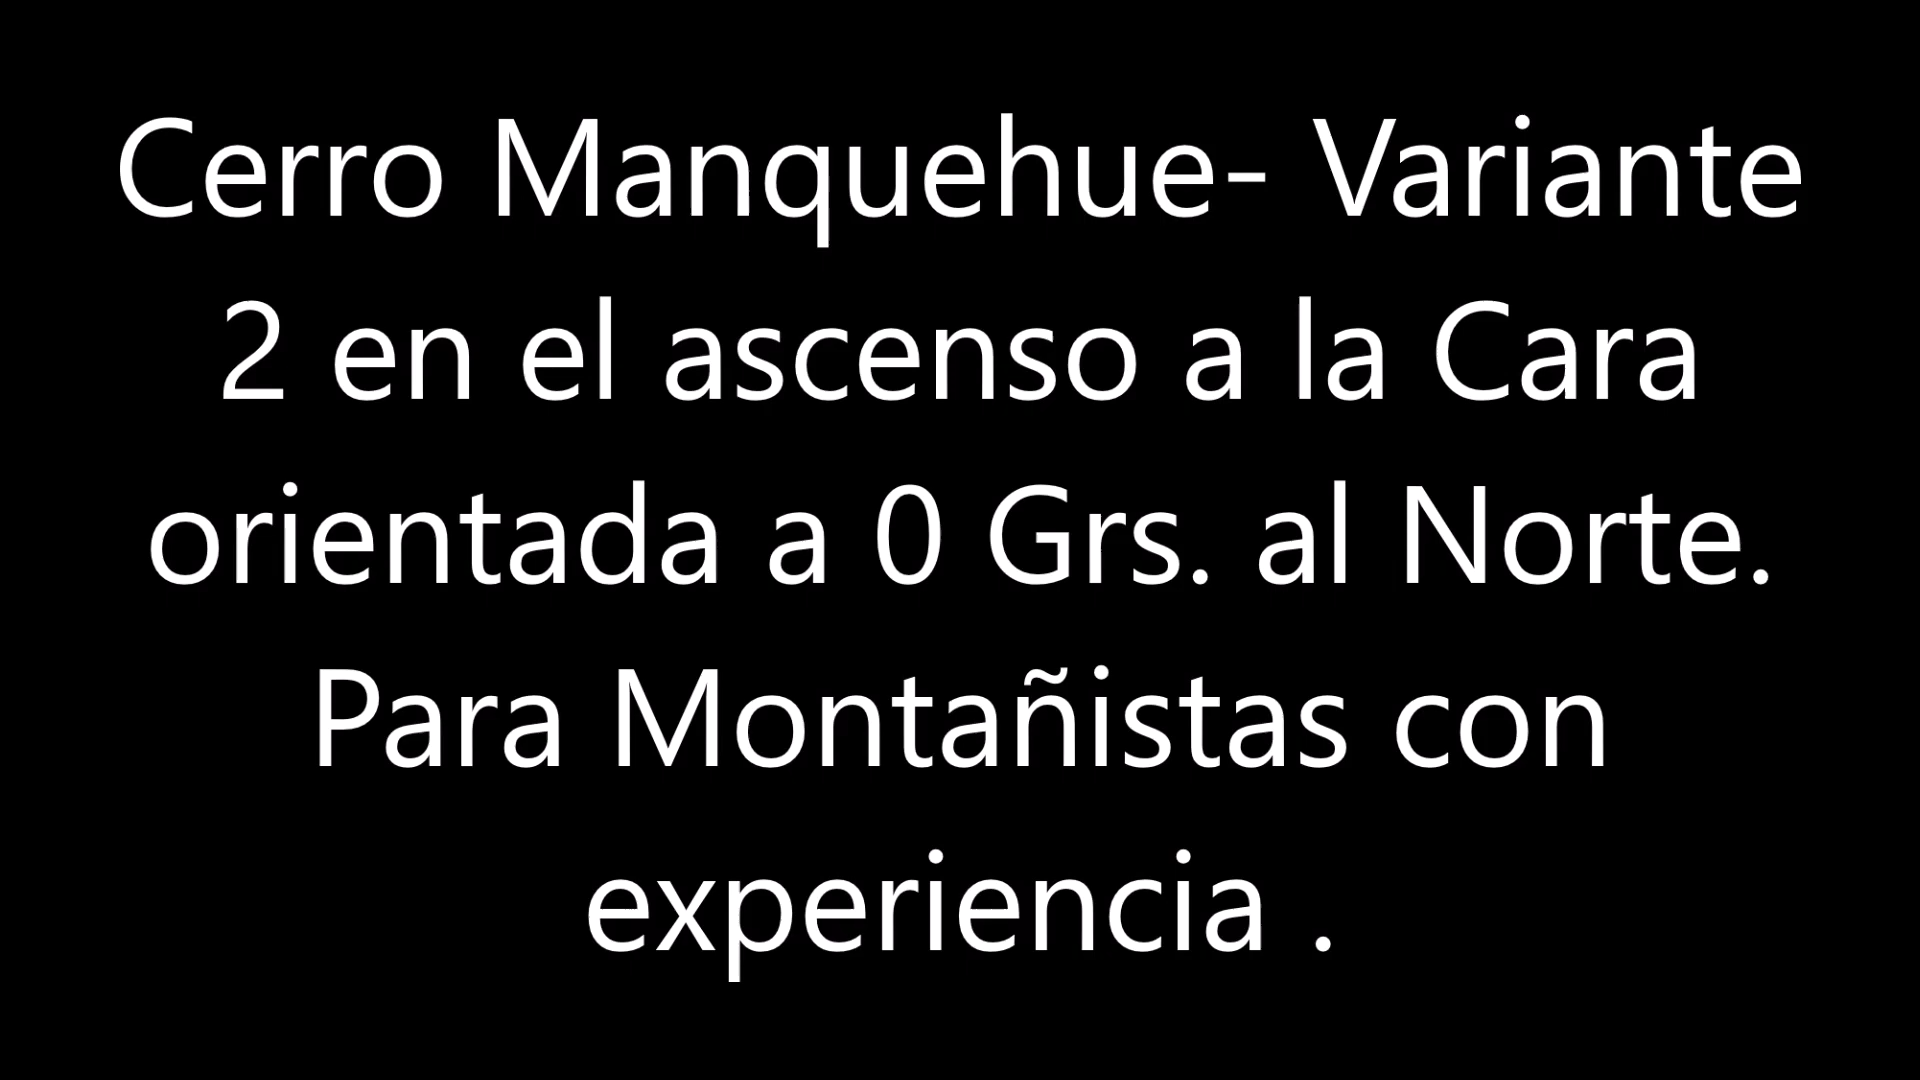 Cerro Manquehue- Variante
2 en el ascenso a la Cara
orientada a 0 Grs. al Norte.
Para Montañistas con
experiencia .